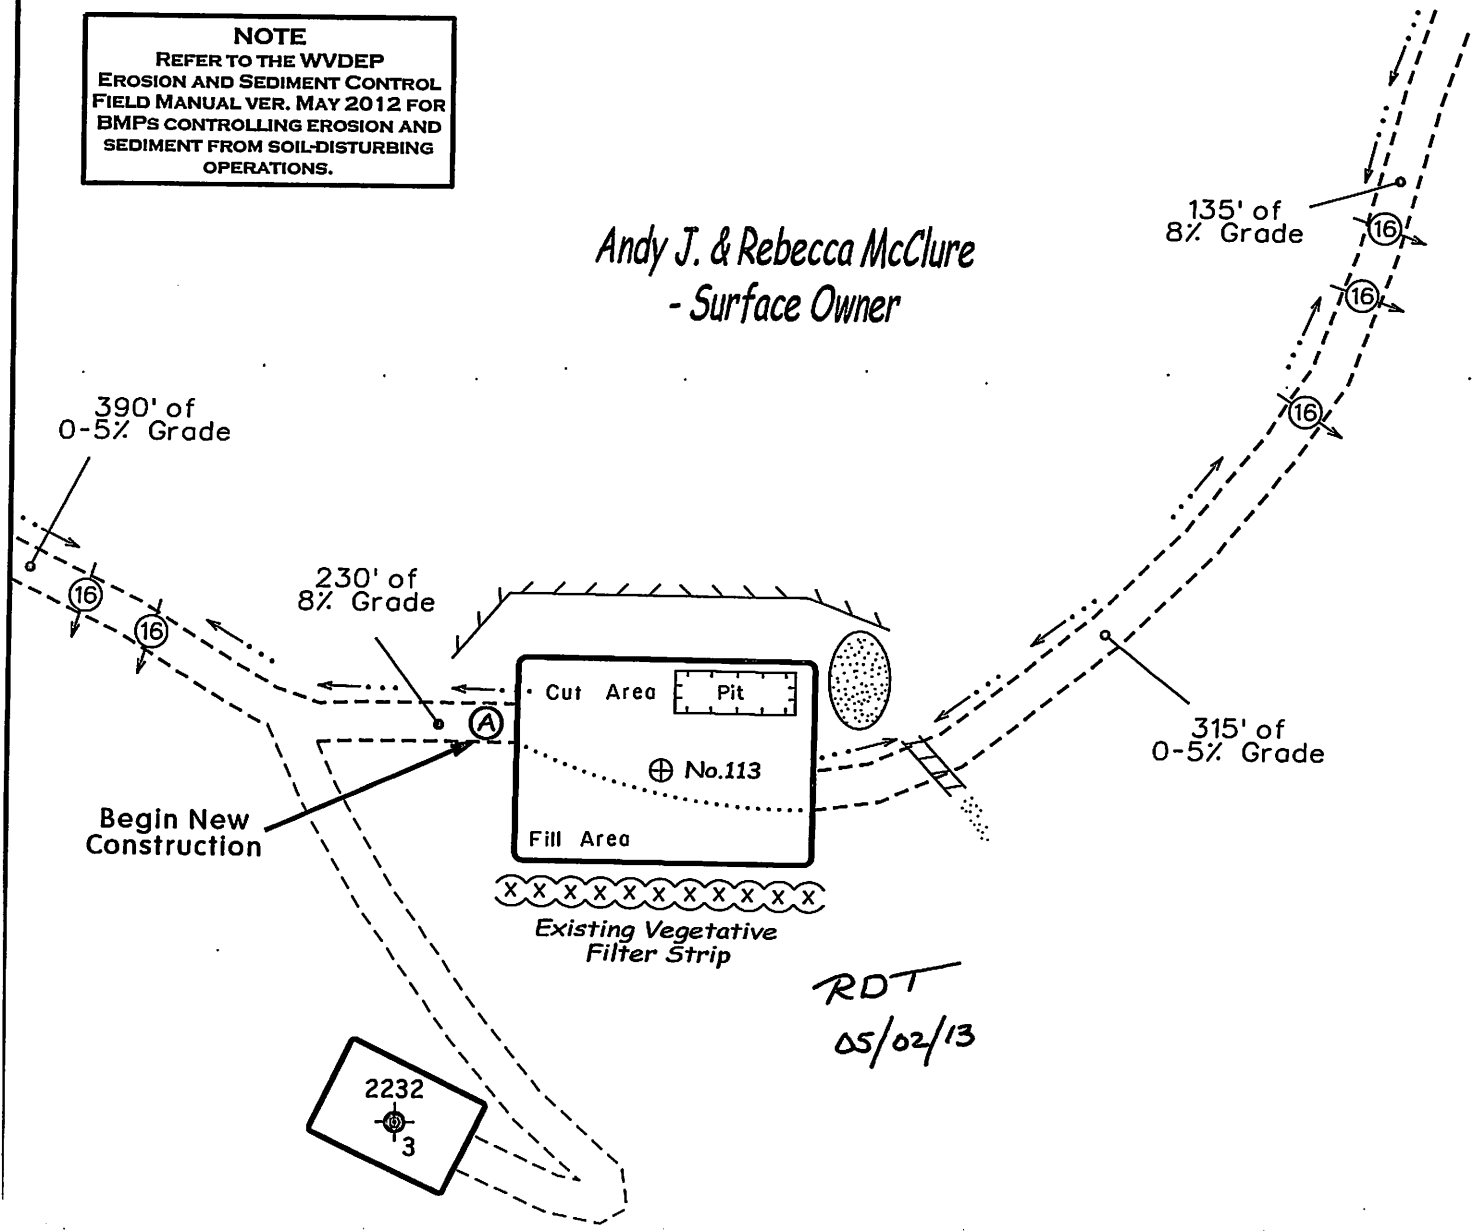 NOTE
REFER TO THE WVDEP
EROSION AND SEDIMENT CONTROL
FIELD MANUAL VER. MAY 2012 FOR
BMPS CONTROLLING EROSION AND
SEDIMENT FROM SOIL-DISTURBING
OPERATIONS.
135' of
8% Grade
16
Andy J. & Rebecca McClure
- Surface Owner
16
16
390' of
0-5% Grade
230' of
8% Grade
16
16
Cut Area
Pit
A
315' of
0-5% Grade
No.113
Begin New
Construction
Fill Area
X X X X X X X X X X X
Existing Vegetative
Filter Strip
RDT
05/02/13
2232
3